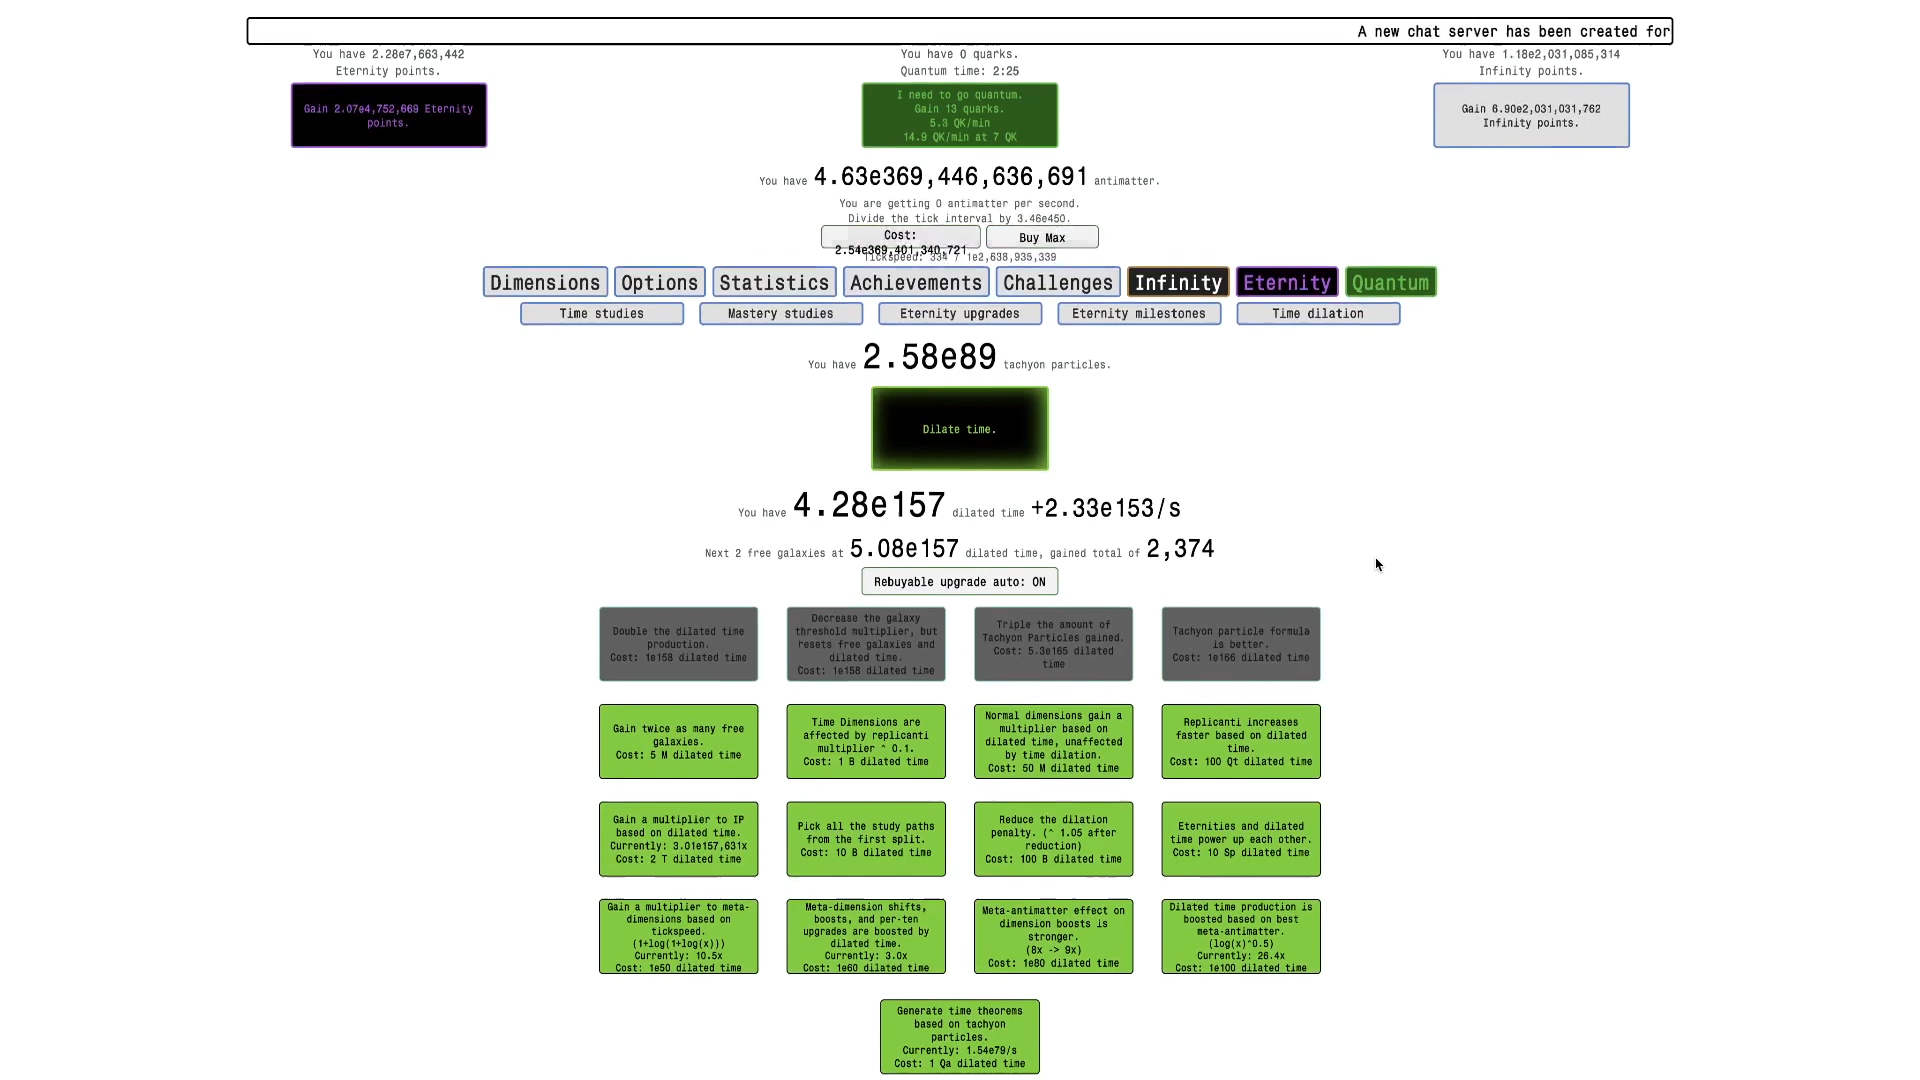 A new chat server has been created for
You have 2.28e7,663,442
Eternity points.
You have 0 quarks.
Quantum time: 2:25
You have 1.18e2,031,085,314
Infinity points.
Gain 2.07e4,752,669 Eternity
points.
I need to go quantum.
Gain 13 quarks.
5.3 QK/min
14.9 QK/min at 7 QK
Gain 6.90e2,031,031,762
Infinity points.
You have 4.63e369,446,636,691 antimatter.
You are getting 0 antimatter per second.
Divide the tick interval by 3.46e450.
Cost:
2.54e369,401,340,721
Buy Max
Tickspeed: 334 / 1e2,638,935,339
Dimensions Options Statistics Achievements Challenges Infinity Eternity Quantum
Time studies Mastery studies Eternity upgrades Eternity milestones Time dilation
You have 2.58e89 tachyon particles.
Dilate time.
You have 4.28e157 dilated time +2.33e153/s
Next 2 free galaxies at 5.08e157 dilated time, gained total of 2,374
Rebuyable upgrade auto: ON
Double the dilated time
production.
Cost: 1e158 dilated time
Decrease the galaxy
threshold multiplier, but
resets free galaxies and
dilated time.
Cost: 1e158 dilated time
Triple the amount of
Tachyon Particles gained.
Cost: 5.3e165 dilated
time
Tachyon particle formula
is better.
Cost: 1e166 dilated time
Gain twice as many free
galaxies.
Cost: 5 M dilated time
Time Dimensions are
affected by replicanti
multiplier ^ 0.1.
Cost: 1 B dilated time
Normal dimensions gain a
multiplier based on
dilated time, unaffected
by time dilation.
Cost: 50 M dilated time
Replicanti increases
faster based on dilated
time.
Cost: 100 Qt dilated time
Gain a multiplier to IP
based on dilated time.
Currently: 3.01e157,631x
Cost: 2 T dilated time
Pick all the study paths
from the first split.
Cost: 10 B dilated time
Reduce the dilation
penalty. (^ 1.05 after
reduction)
Cost: 100 B dilated time
Eternities and dilated
time power up each other.
Cost: 10 Sp dilated time
Gain a multiplier to meta-
dimensions based on
tickspeed.
(1+log(1+log(x)))
Currently: 10.5x
Cost: 1e50 dilated time
Meta-dimension shifts,
boosts, and per-ten
upgrades are boosted by
dilated time.
Currently: 3.0x
Cost: 1e60 dilated time
Meta-antimatter effect on
dimension boosts is
stronger.
(8x -> 9x)
Cost: 1e80 dilated time
Dilated time production is
boosted based on best
meta-antimatter.
(log(x)^0.5)
Currently: 26.4x
Cost: 1e100 dilated time
Generate time theorems
based on tachyon
particles.
Currently: 1.54e79/s
Cost: 1 Qa dilated time